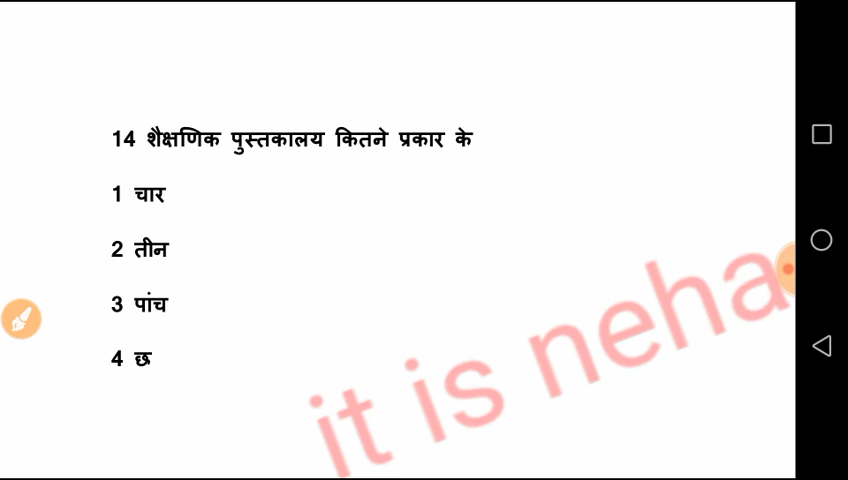 14 शैक्षणिक पुस्तकालय कितने प्रकार के
1 चार
2 तीन
3 पांच
4 छ
it is neha